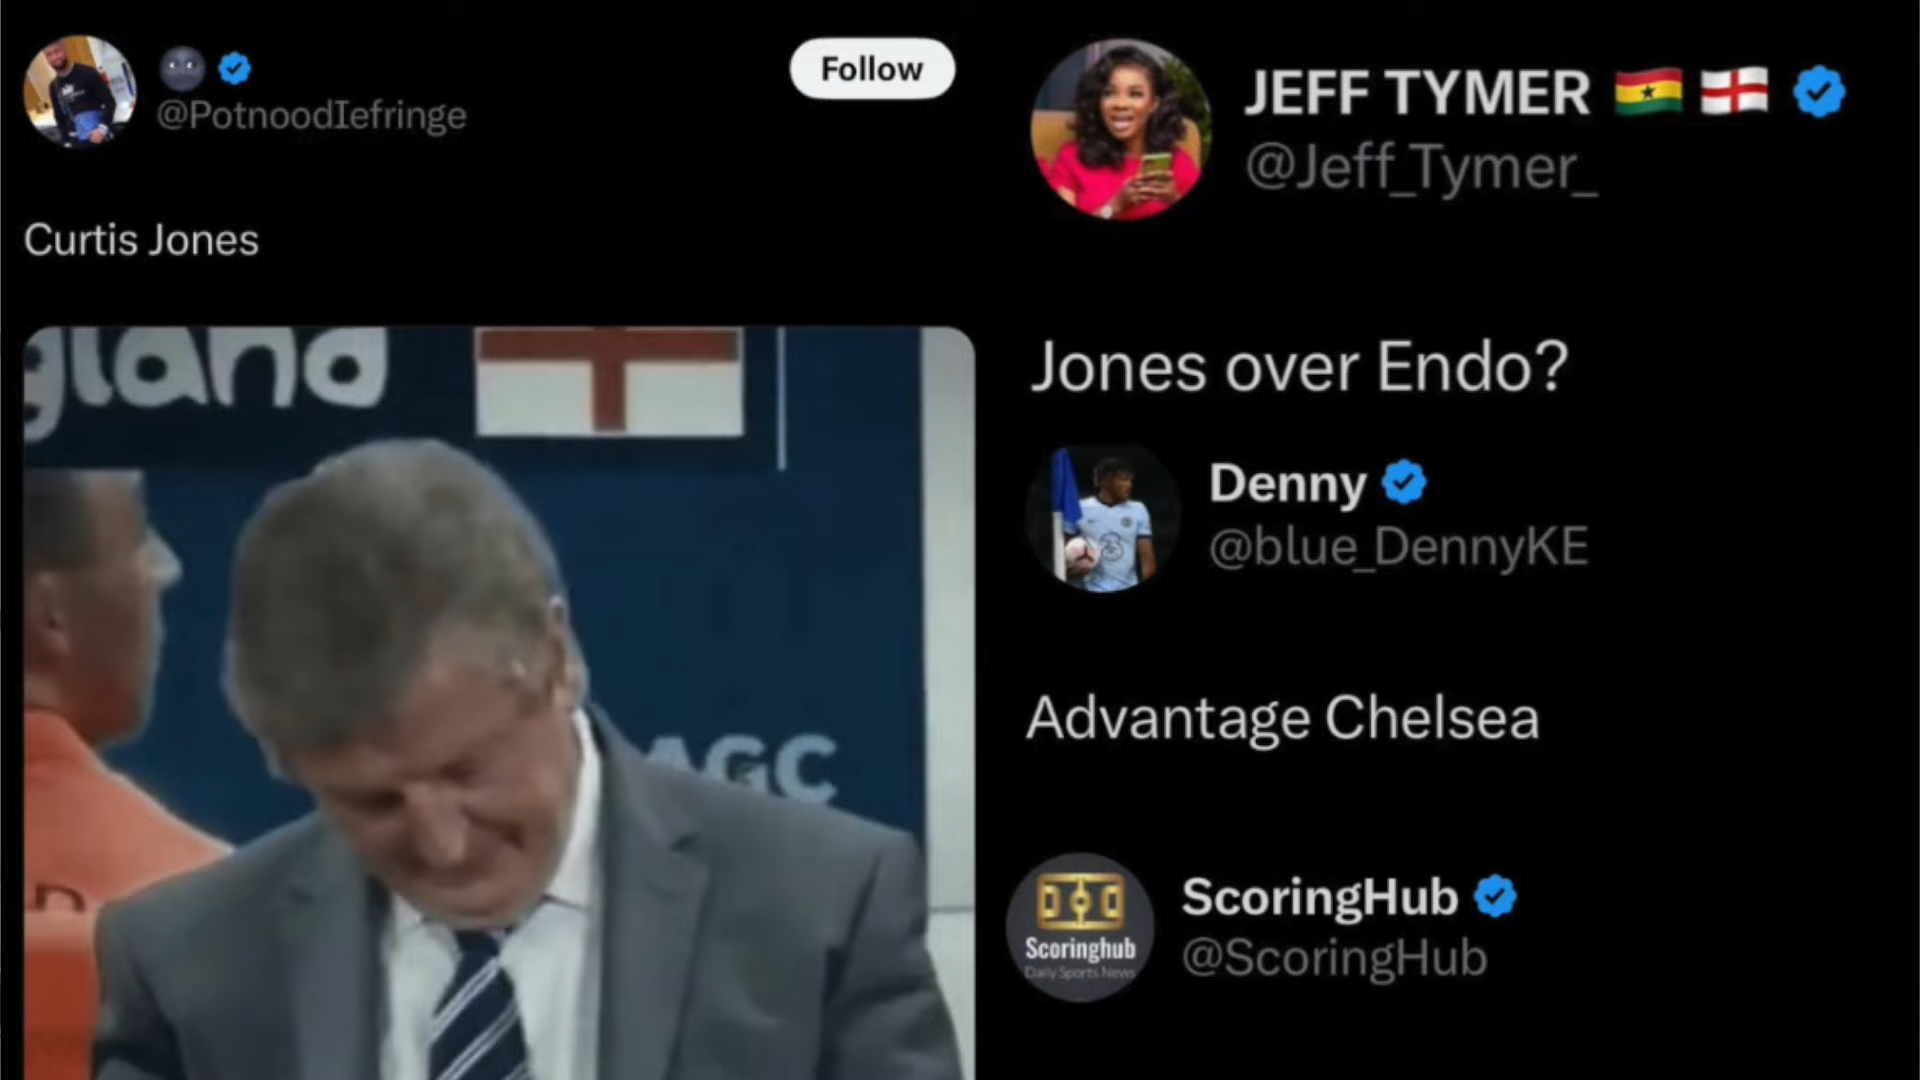 @PotnoodIefringe
Follow
Curtis Jones
gland
AGC
JEFF TYMER
@Jeff_Tymer_
Jones over Endo?
Denny
@blue_DennyKE
Advantage Chelsea
Scoringhub
Daily Sports News
ScoringHub
@ScoringHub